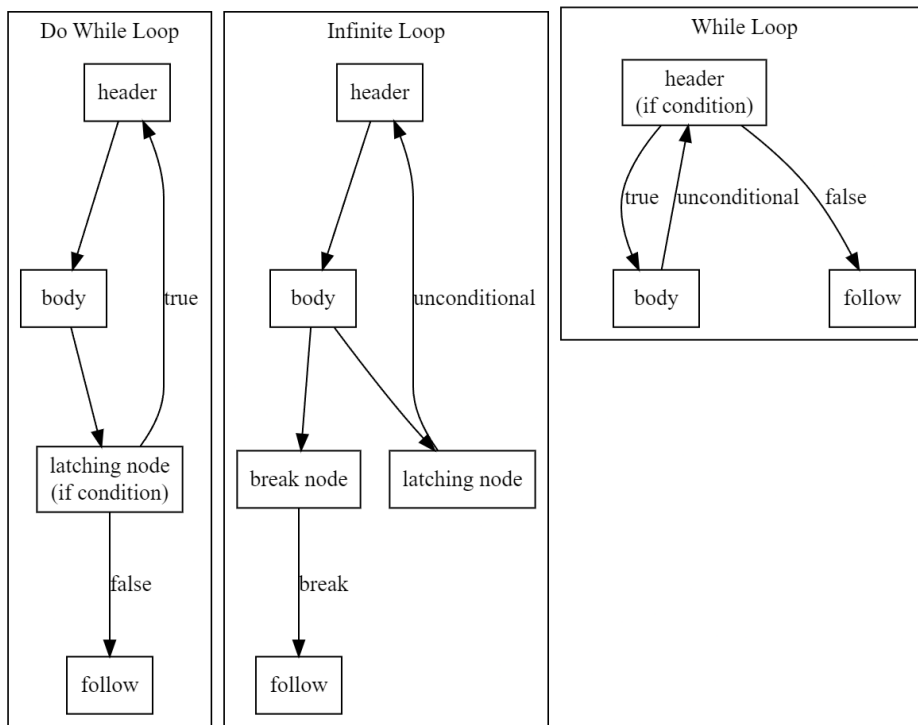 Do While Loop
header
body
true
latching node
(if condition)
false
follow
Infinite Loop
header
body
unconditional
break node
latching node
break
follow
While Loop
header
(if condition)
true
unconditional
false
body
follow